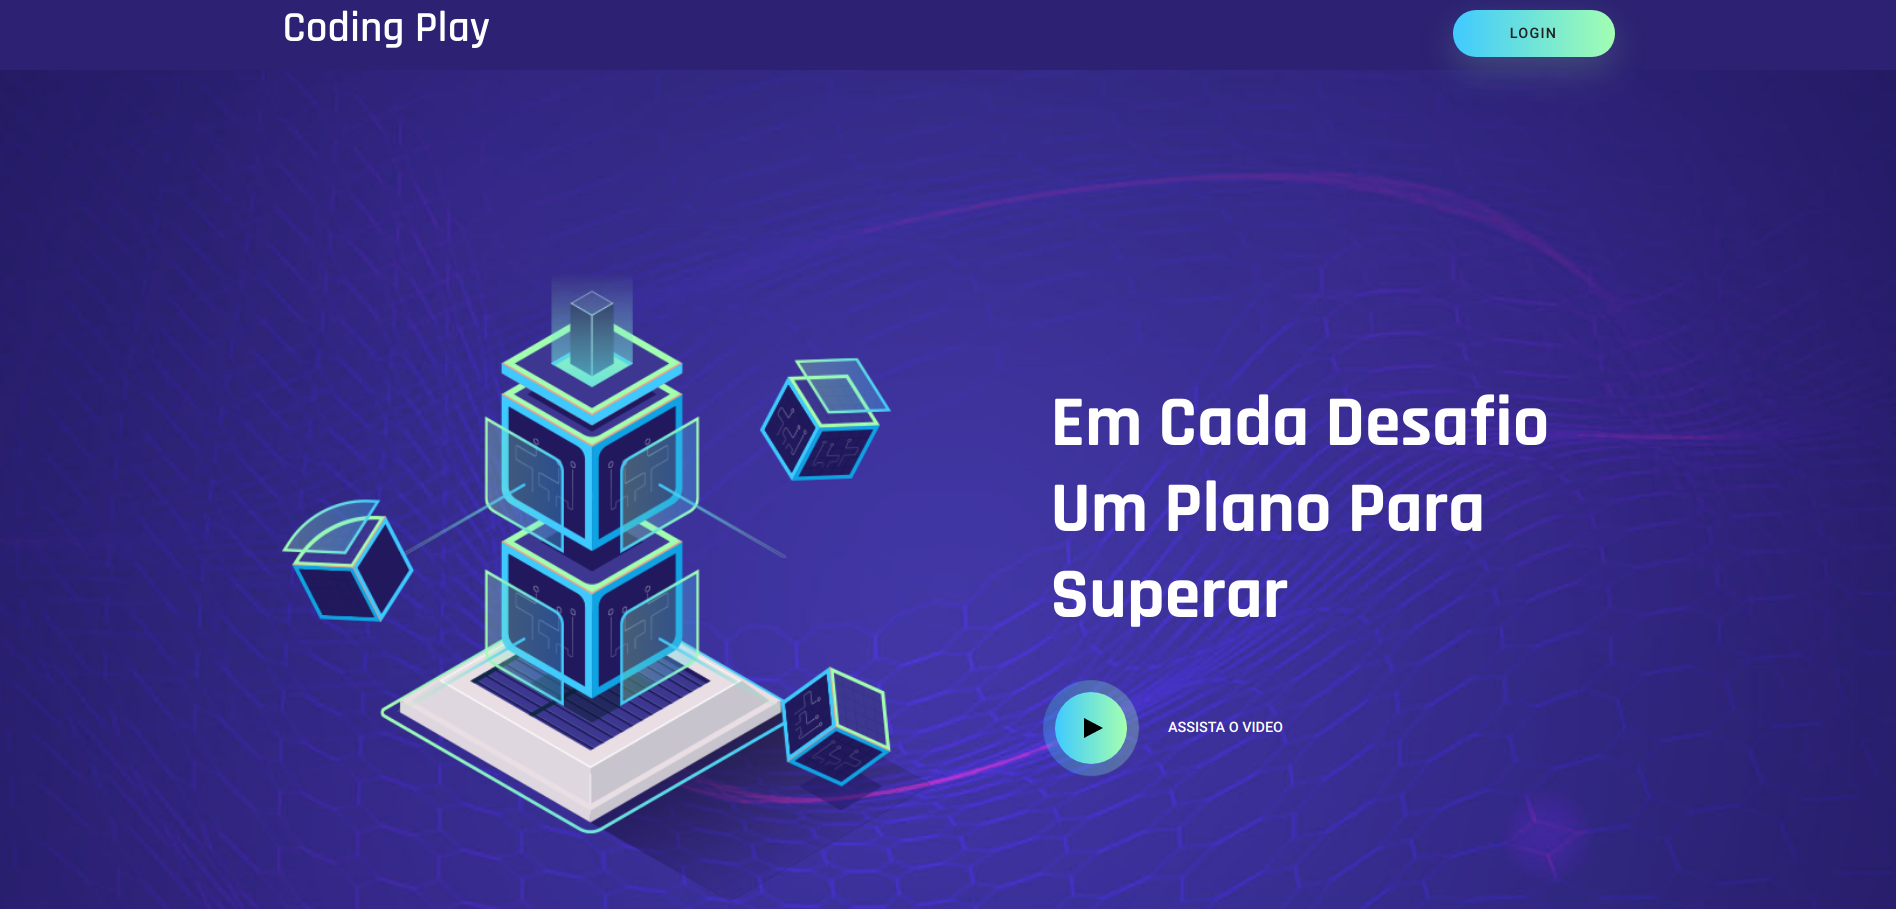 Coding Play
LOGIN
Em Cada Desafio
Um Plano Para
Superar
ASSISTA O VIDEO